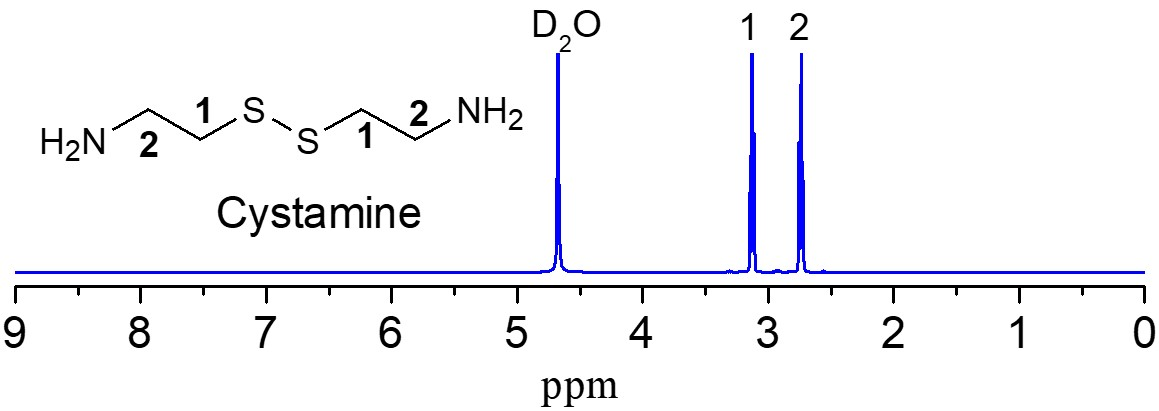 D₂O 1 2
H₂N 2 1 S S 1 2 NH₂
Cystamine
9 8 7 6 5 4 3 2 1 0
ppm